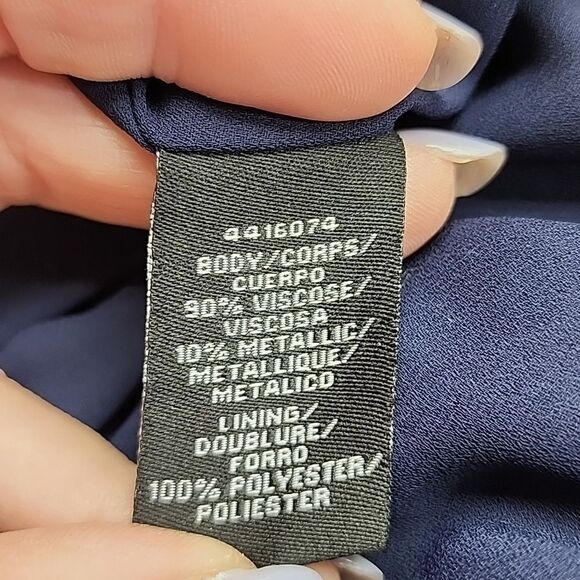 4416074
BODY/CORPS/
CUERPO
90% VISCOSE/
VISCOSA
10% METALLIC/
METALLIQUE/
METALICO
LINING/
DOUBLURE/
FORRO
100% POLYESTER/
POLIESTER